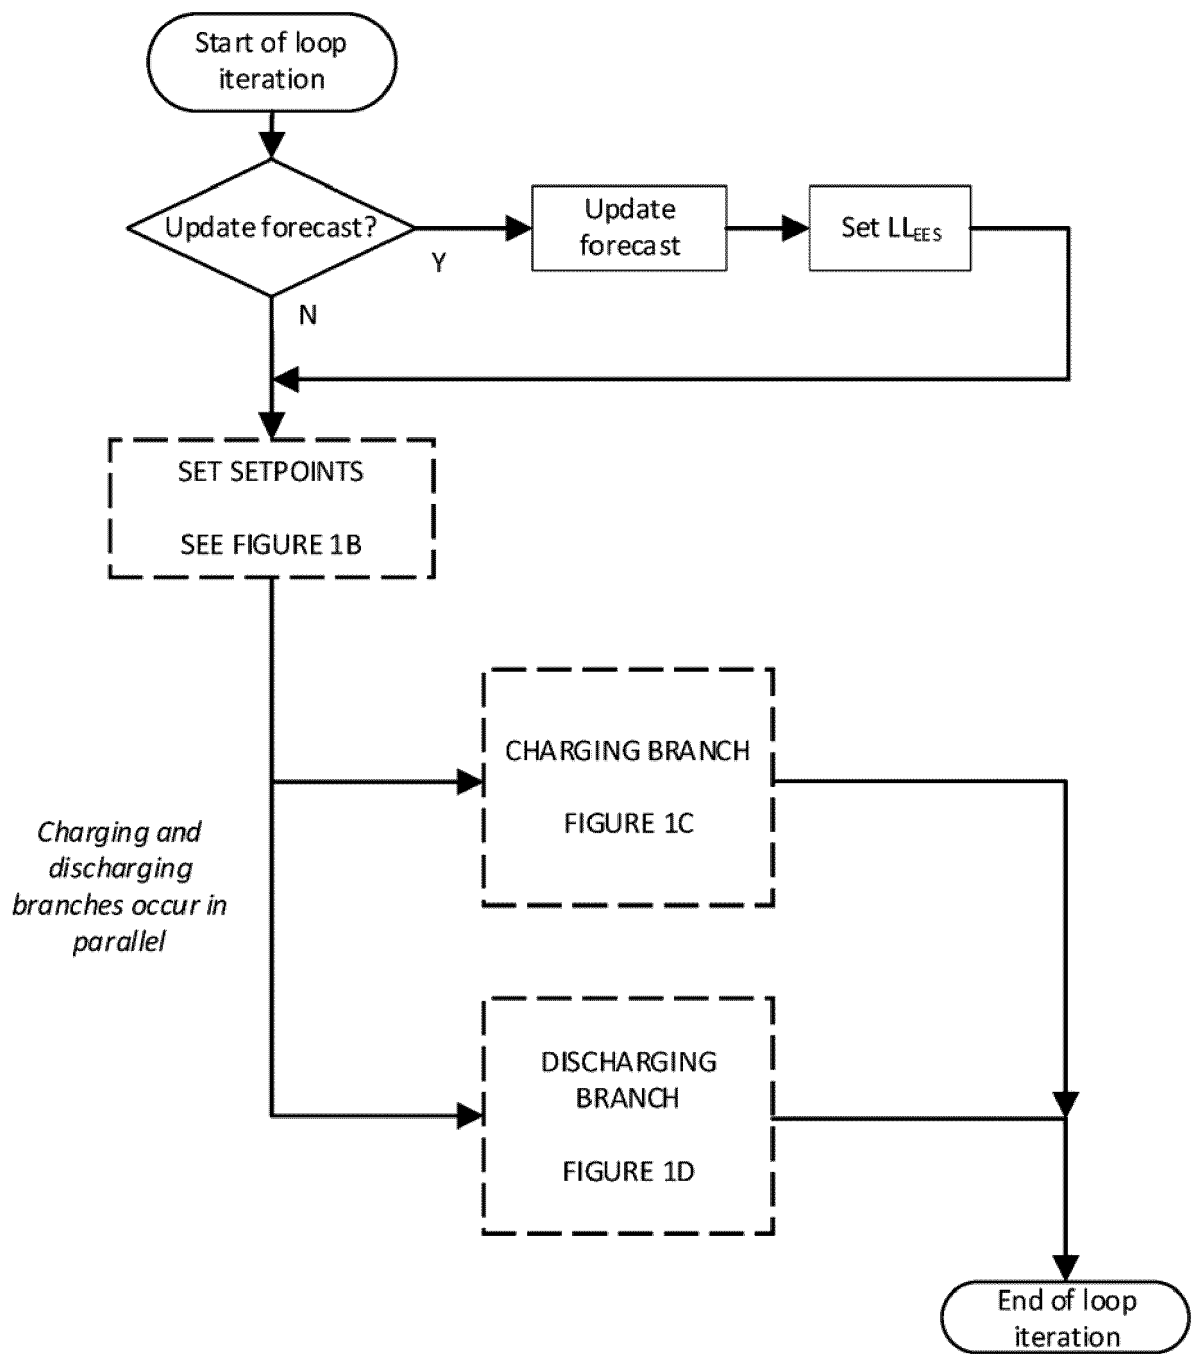 Start of loop
iteration
Update forecast?
Y
Update
forecast
Set LL_EES
N
SET SETPOINTS
SEE FIGURE 1B
CHARGING BRANCH
FIGURE 1C
Charging and
discharging
branches occur in
parallel
DISCHARGING
BRANCH
FIGURE 1D
End of loop
iteration